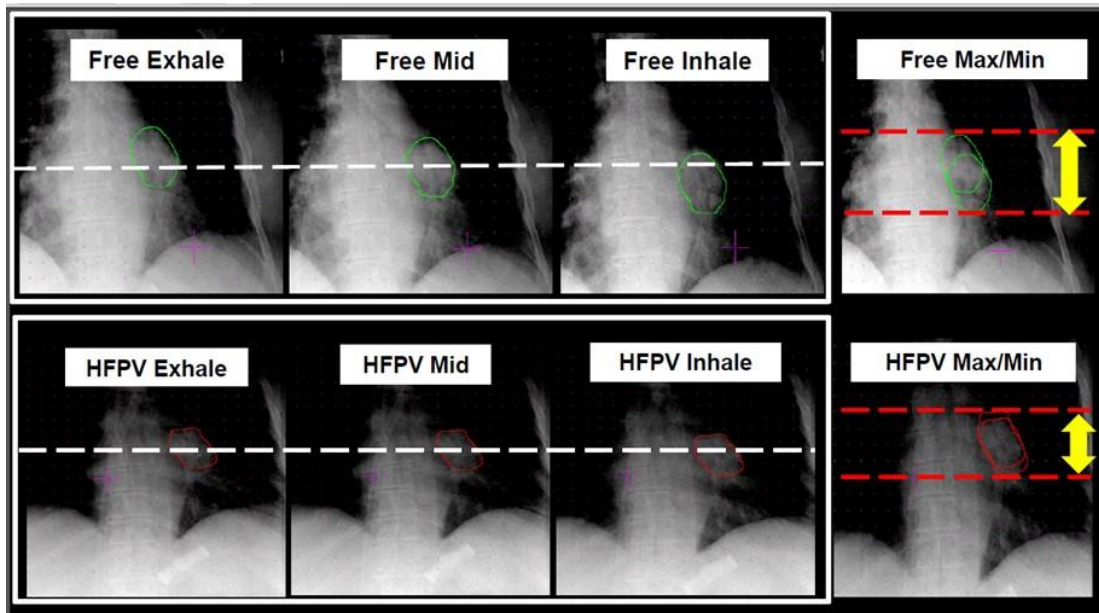 Free Exhale
Free Mid
Free Inhale
Free Max/Min
HFPV Exhale
HFPV Mid
HFPV Inhale
HFPV Max/Min